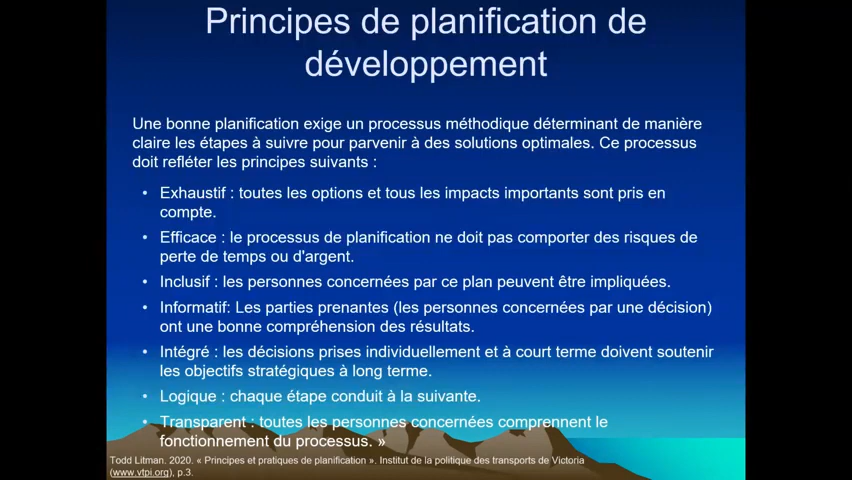 Principes de planification de
développement
Une bonne planification exige un processus méthodique déterminant de manière
claire les étapes à suivre pour parvenir à des solutions optimales. Ce processus
doit refléter les principes suivants :
• Exhaustif : toutes les options et tous les impacts importants sont pris en
compte.
• Efficace : le processus de planification ne doit pas comporter des risques de
perte de temps ou d'argent.
• Inclusif : les personnes concernées par ce plan peuvent être impliquées.
• Informatif: Les parties prenantes (les personnes concernées par une décision)
ont une bonne compréhension des résultats.
• Intégré : les décisions prises individuellement et à court terme doivent soutenir
les objectifs stratégiques à long terme.
• Logique : chaque étape conduit à la suivante.
• Transparent : toutes les personnes concernées comprennent le
fonctionnement du processus. »
Todd Litman. 2020. « Principes et pratiques de planification ». Institut de la politique des transports de Victoria
(www.vtpi.org), p.3.